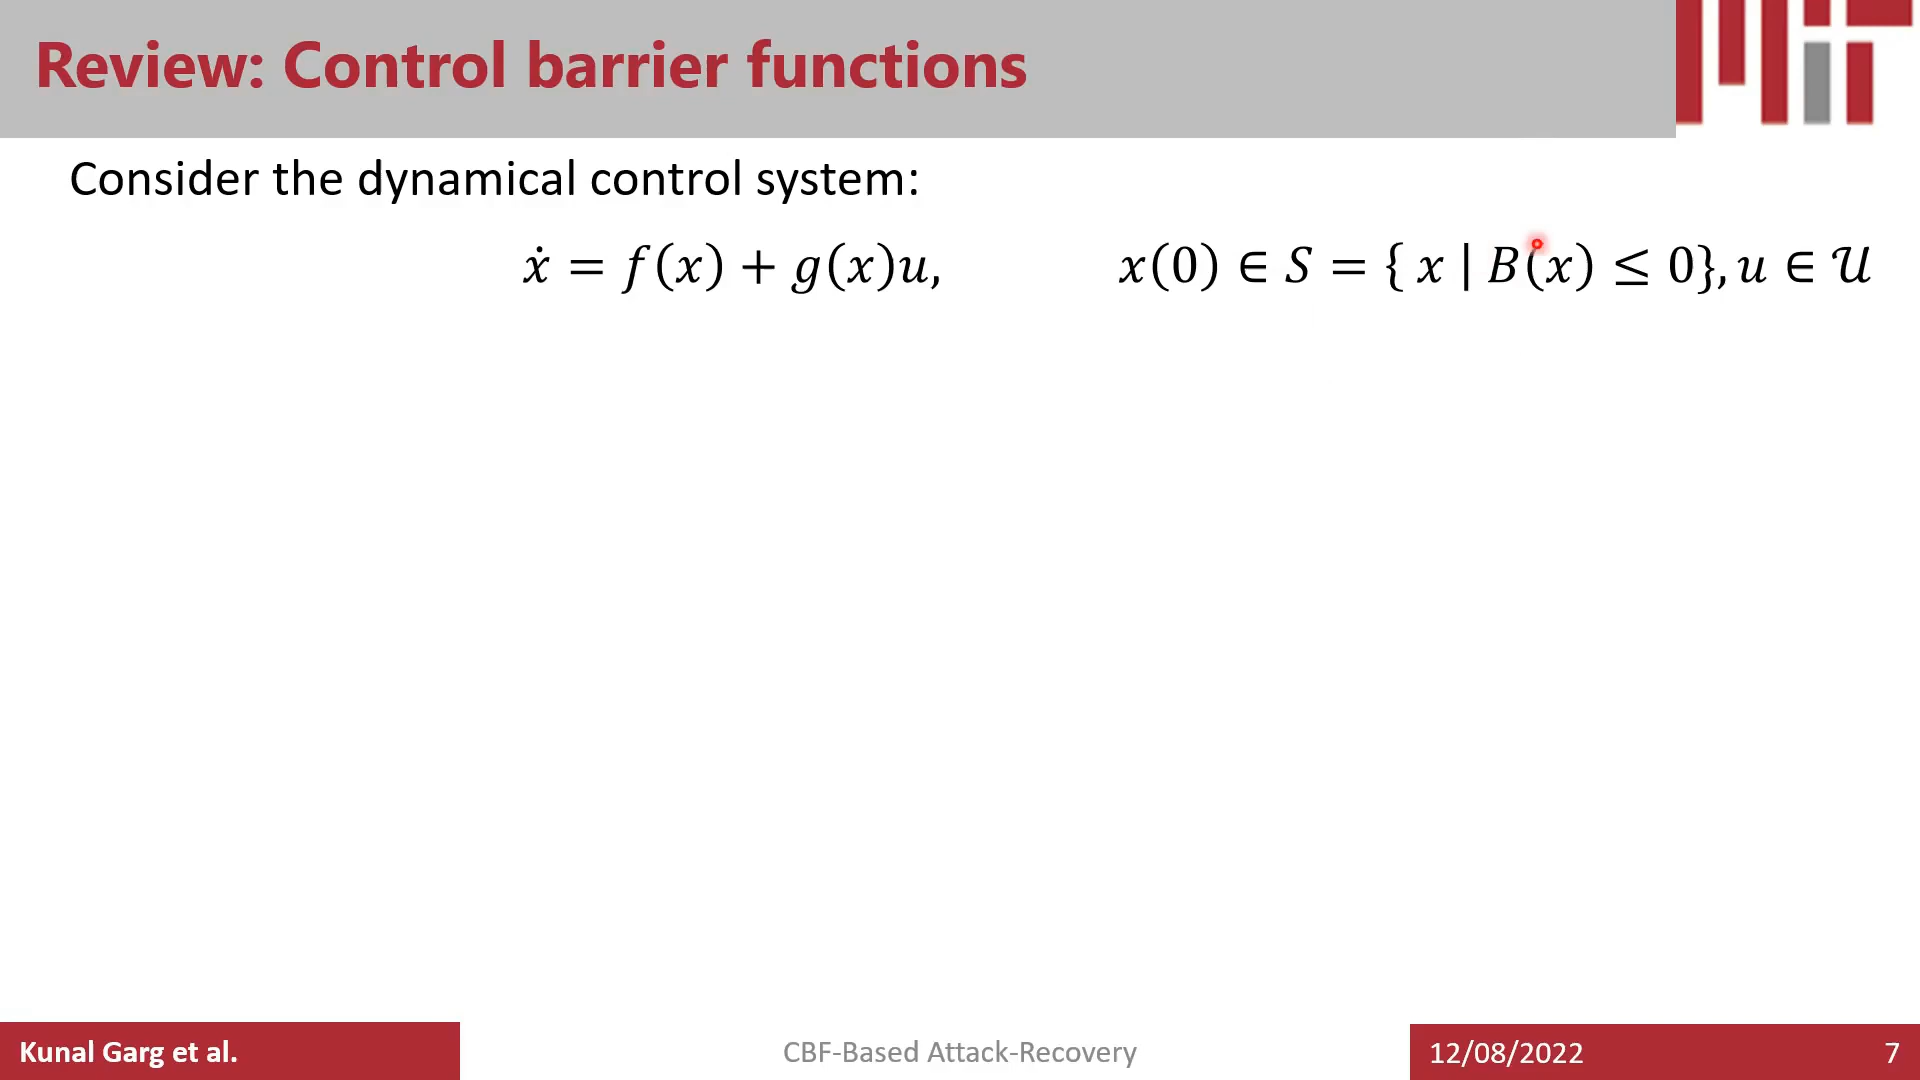 Review: Control barrier functions
Consider the dynamical control system:
ẋ = f(x) + g(x)u, x(0) ∈ S = { x | B(x) ≤ 0}, u ∈ 𝒰
Kunal Garg et al.
CBF-Based Attack-Recovery
12/08/2022
7